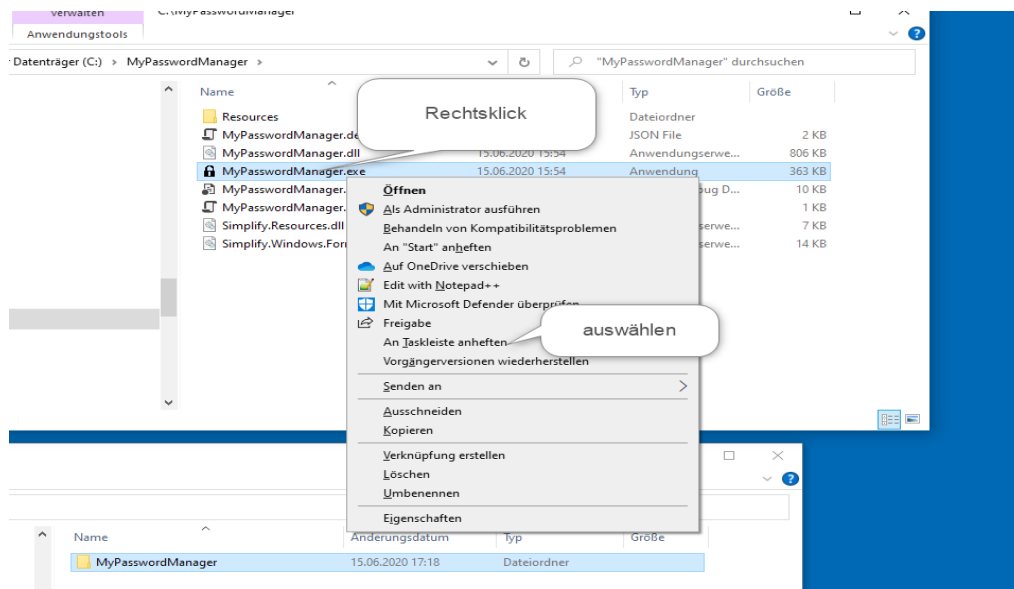 Verwalten C:\MyPasswordManager
Anwendungstools
Datenträger (C:) > MyPasswordManager > "MyPasswordManager" durchsuchen
Name Typ Größe
Resources Dateiordner
MyPasswordManager.de JSON File 2 KB
MyPasswordManager.dll 15.06.2020 15:54 Anwendungserwe... 806 KB
MyPasswordManager.exe 15.06.2020 15:54 Anwendung 363 KB
MyPasswordManager. bug D... 10 KB
MyPasswordManager. 1 KB
Simplify.Resources.dll serwe... 7 KB
Simplify.Windows.For serwe... 14 KB
Rechtsklick
Öffnen
Als Administrator ausführen
Behandeln von Kompatibilitätsproblemen
An "Start" anheften
Auf OneDrive verschieben
Edit with Notepad++
Mit Microsoft Defender überprüfen
Freigabe
auswählen
An Taskleiste anheften
Vorgängerversionen wiederherstellen
Senden an
Ausschneiden
Kopieren
Verknüpfung erstellen
Löschen
Umbenennen
Eigenschaften
Name Änderungsdatum Typ Größe
MyPasswordManager 15.06.2020 17:18 Dateiordner